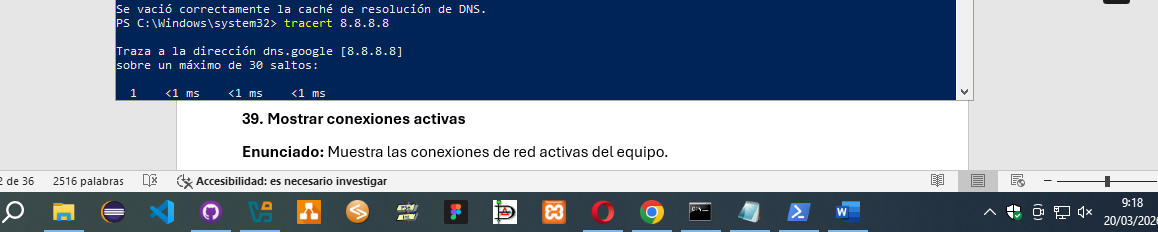 Se vació correctamente la caché de resolución de DNS.
PS C:\Windows\system32> tracert 8.8.8.8
Traza a la dirección dns.google [8.8.8.8]
sobre un máximo de 30 saltos:
1 <1 ms <1 ms <1 ms
39. Mostrar conexiones activas
Enunciado: Muestra las conexiones de red activas del equipo.
de 36 2516 palabras Accesibilidad: es necesario investigar
9:18
20/03/202